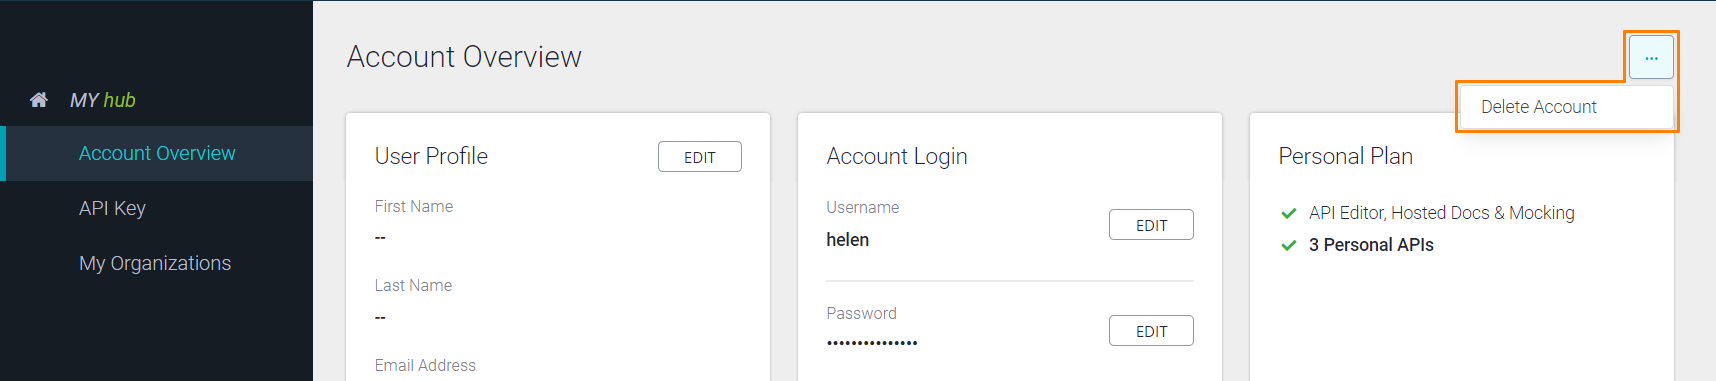 MY hub
Account Overview
API Key
My Organizations
Account Overview
...
Delete Account
User Profile
EDIT
First Name
--
Last Name
--
Email Address
Account Login
Username
helen
EDIT
Password
•••••••••••••••
EDIT
Personal Plan
API Editor, Hosted Docs & Mocking
3 Personal APIs